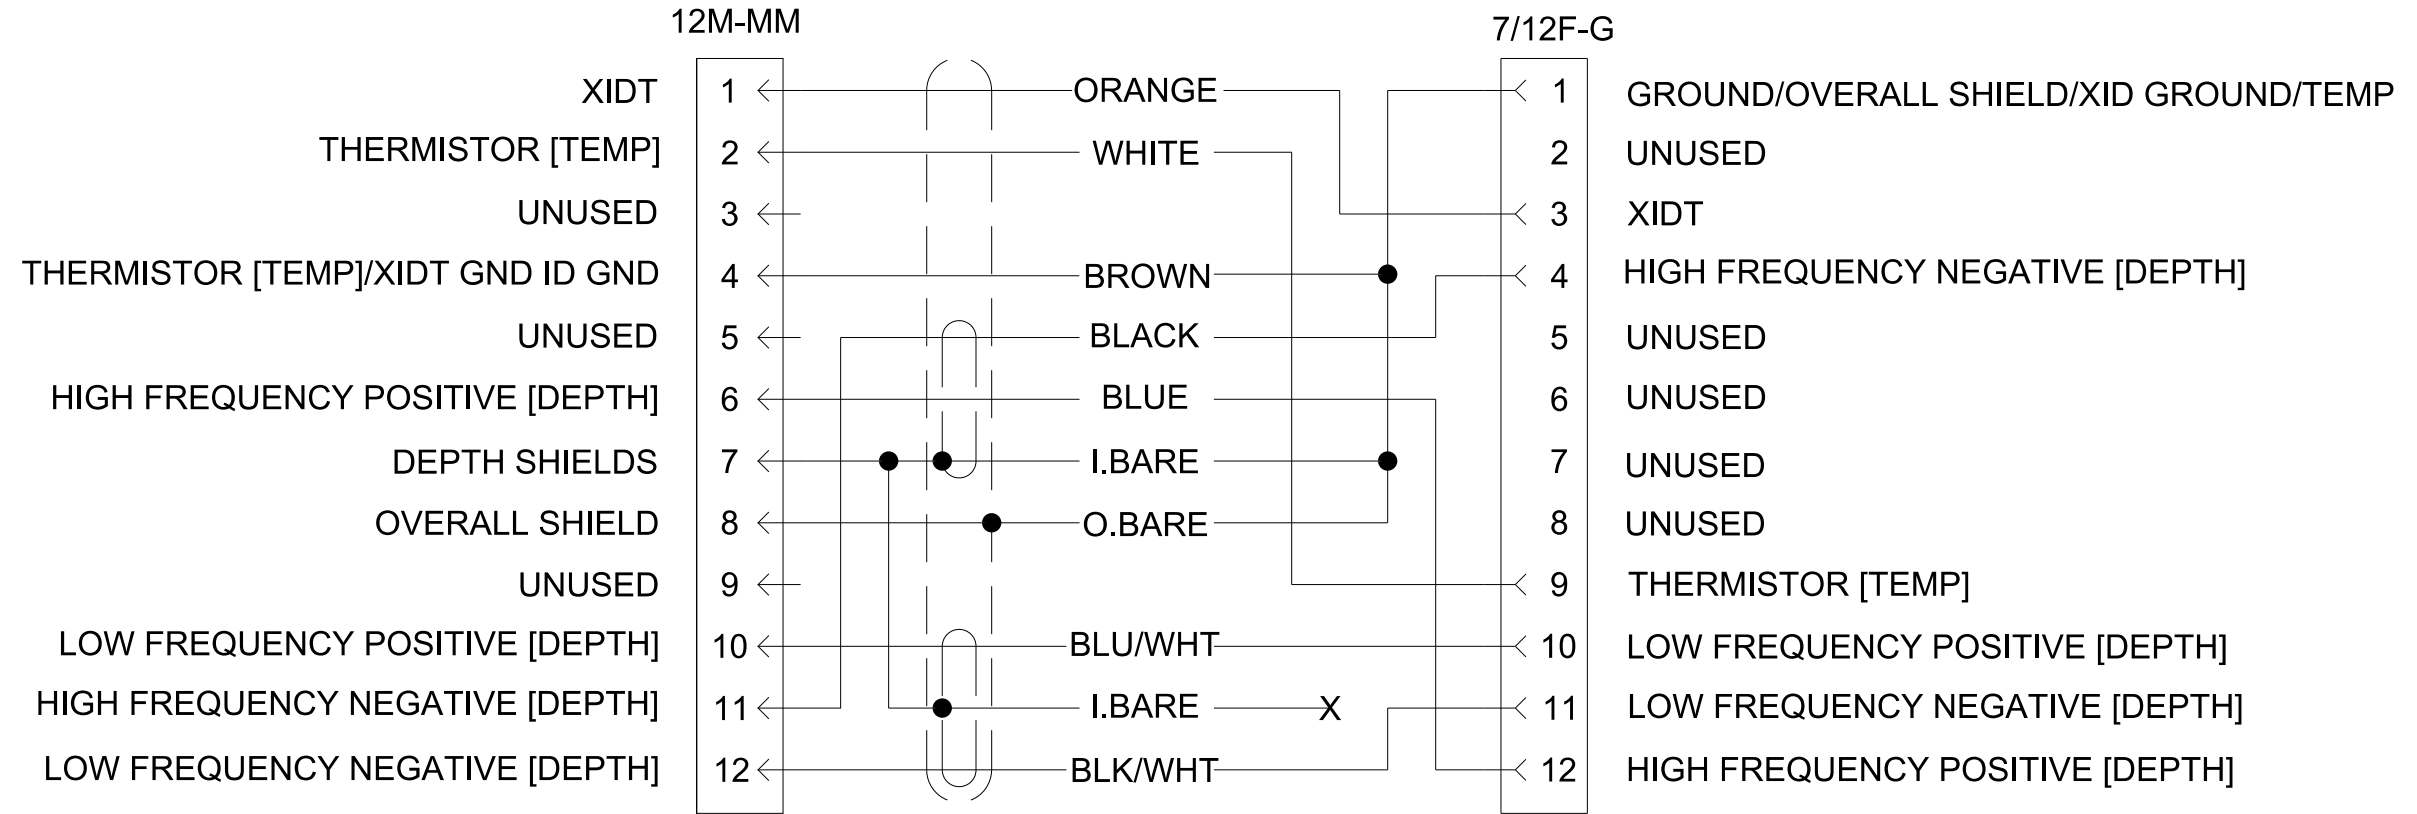 12M-MM 7/12F-G
XIDT 1 ORANGE 1 GROUND/OVERALL SHIELD/XID GROUND/TEMP
THERMISTOR [TEMP] 2 WHITE 2 UNUSED
UNUSED 3 3 XIDT
THERMISTOR [TEMP]/XIDT GND ID GND 4 BROWN 4 HIGH FREQUENCY NEGATIVE [DEPTH]
UNUSED 5 BLACK 5 UNUSED
HIGH FREQUENCY POSITIVE [DEPTH] 6 BLUE 6 UNUSED
DEPTH SHIELDS 7 I.BARE 7 UNUSED
OVERALL SHIELD 8 O.BARE 8 UNUSED
UNUSED 9 9 THERMISTOR [TEMP]
LOW FREQUENCY POSITIVE [DEPTH] 10 BLU/WHT 10 LOW FREQUENCY POSITIVE [DEPTH]
HIGH FREQUENCY NEGATIVE [DEPTH] 11 I.BARE X 11 LOW FREQUENCY NEGATIVE [DEPTH]
LOW FREQUENCY NEGATIVE [DEPTH] 12 BLK/WHT 12 HIGH FREQUENCY POSITIVE [DEPTH]